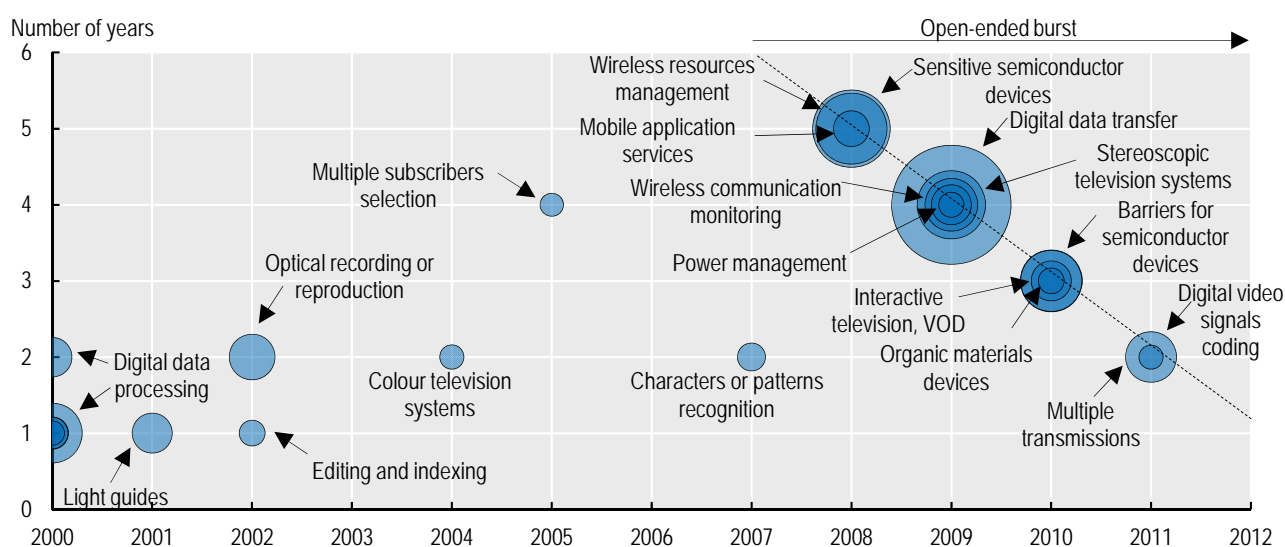 Number of years
Open-ended burst
6
5
4
3
2
1
0
Wireless resources
management
Sensitive semiconductor
devices
Mobile application
services
Digital data transfer
Multiple subscribers
selection
Stereoscopic
television systems
Wireless communication
monitoring
Barriers for
semiconductor
devices
Power management
Optical recording or
reproduction
Interactive
television, VOD
Digital video
signals
coding
Digital data
processing
Colour television
systems
Characters or patterns
recognition
Organic materials
devices
Multiple
transmissions
Editing and indexing
Light guides
2000 2001 2002 2003 2004 2005 2006 2007 2008 2009 2010 2011 2012